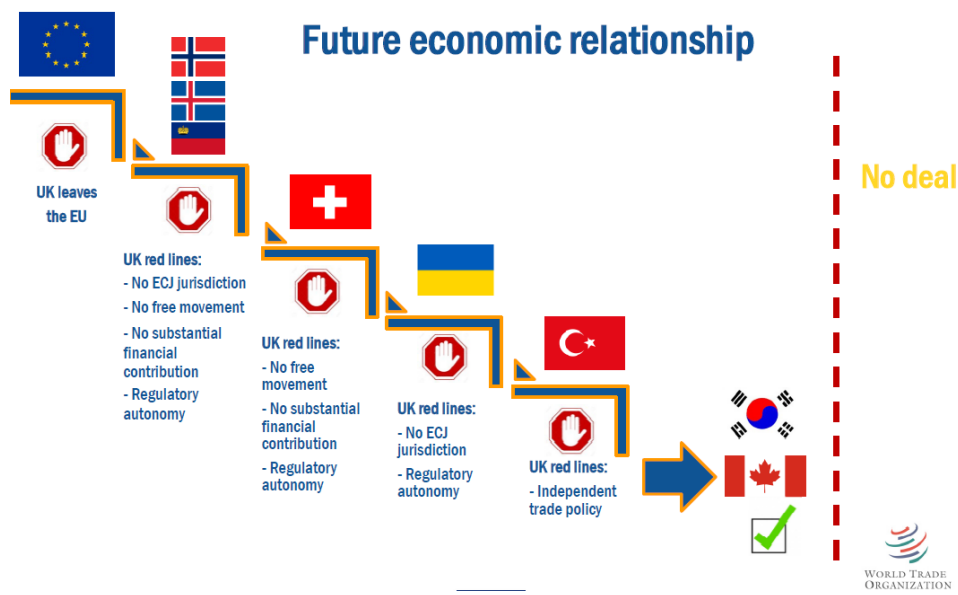 Future economic relationship
UK leaves
the EU
UK red lines:
- No ECJ jurisdiction
- No free movement
- No substantial
financial
contribution
- Regulatory
autonomy
UK red lines:
- No free
movement
- No substantial
financial
contribution
- Regulatory
autonomy
UK red lines:
- No ECJ
jurisdiction
- Regulatory
autonomy
UK red lines:
- Independent
trade policy
No deal
WORLD TRADE
ORGANIZATION